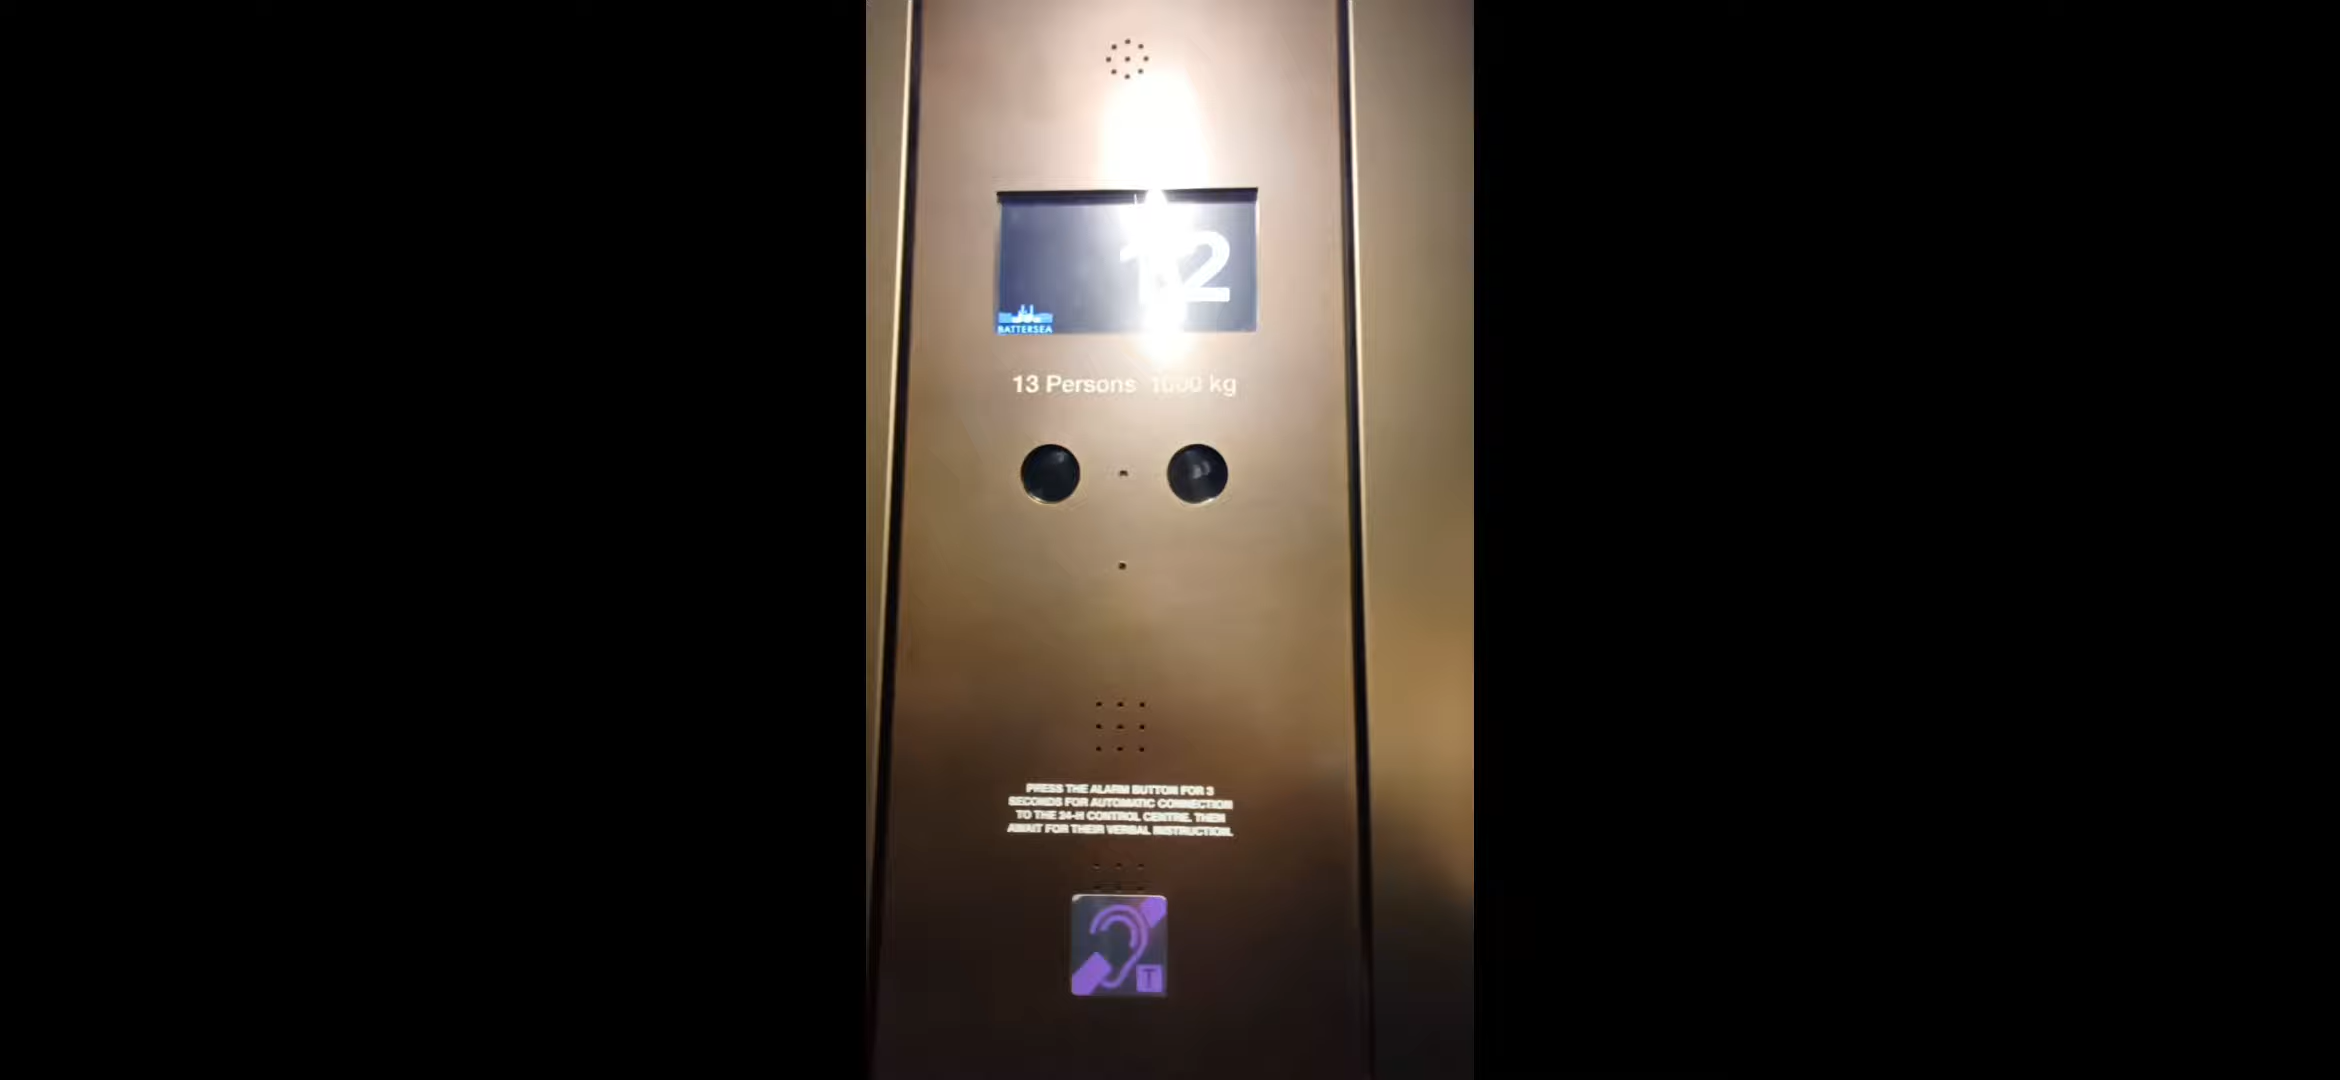 12
BATTERSEA
13 Persons 1000 kg
PRESS THE ALARM BUTTON FOR 3
SECONDS FOR AUTOMATIC CONNECTION
TO THE 24-H CONTROL CENTRE. THEN
AWAIT FOR THEIR VERBAL INSTRUCTION.
T